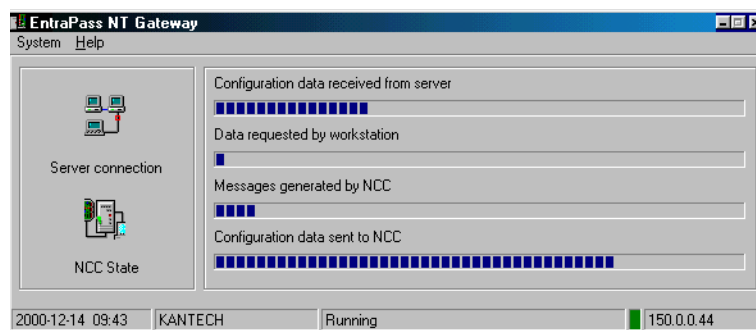 EntraPass NT Gateway
System Help
Configuration data received from server
Data requested by workstation
Server connection
Messages generated by NCC
Configuration data sent to NCC
NCC State
2000-12-14 09:43 KANTECH Running 150.0.0.44